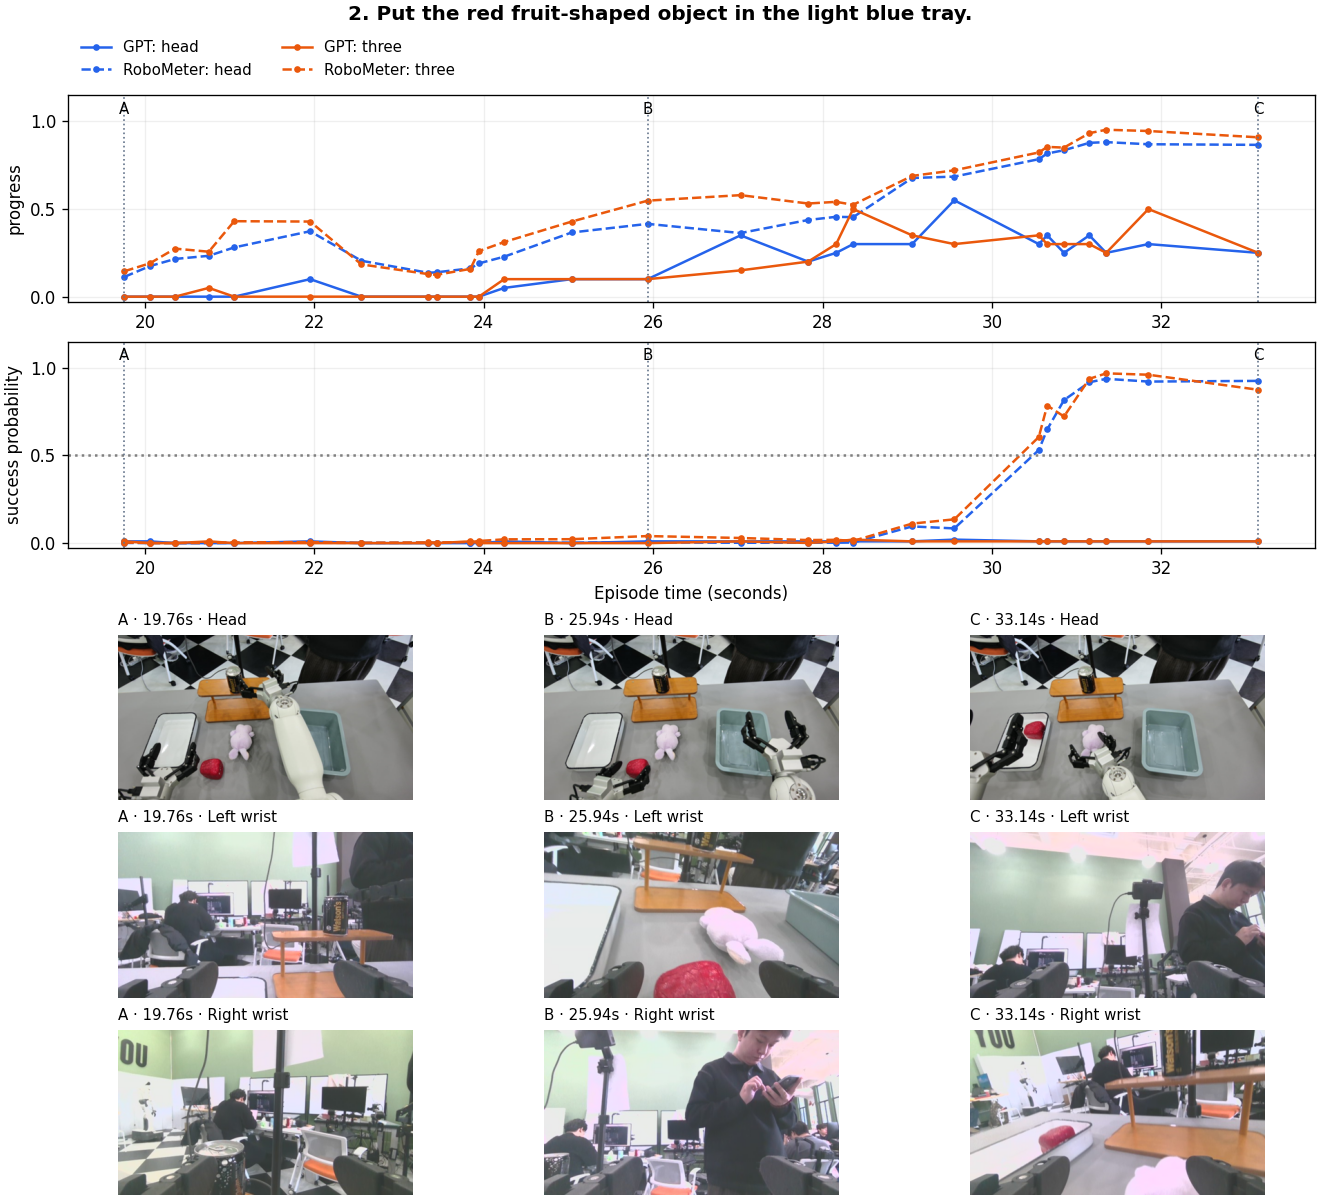 2. Put the red fruit-shaped object in the light blue tray.
GPT: head
GPT: three
RoboMeter: head
RoboMeter: three
A
B
C
1.0
0.5
0.0
progress
20
22
24
26
28
30
32
A
B
C
1.0
0.5
0.0
success probability
20
22
24
26
28
30
32
Episode time (seconds)
A · 19.76s · Head
B · 25.94s · Head
C · 33.14s · Head
A · 19.76s · Left wrist
B · 25.94s · Left wrist
C · 33.14s · Left wrist
Watsons
A · 19.76s · Right wrist
B · 25.94s · Right wrist
C · 33.14s · Right wrist
YOU
YOU